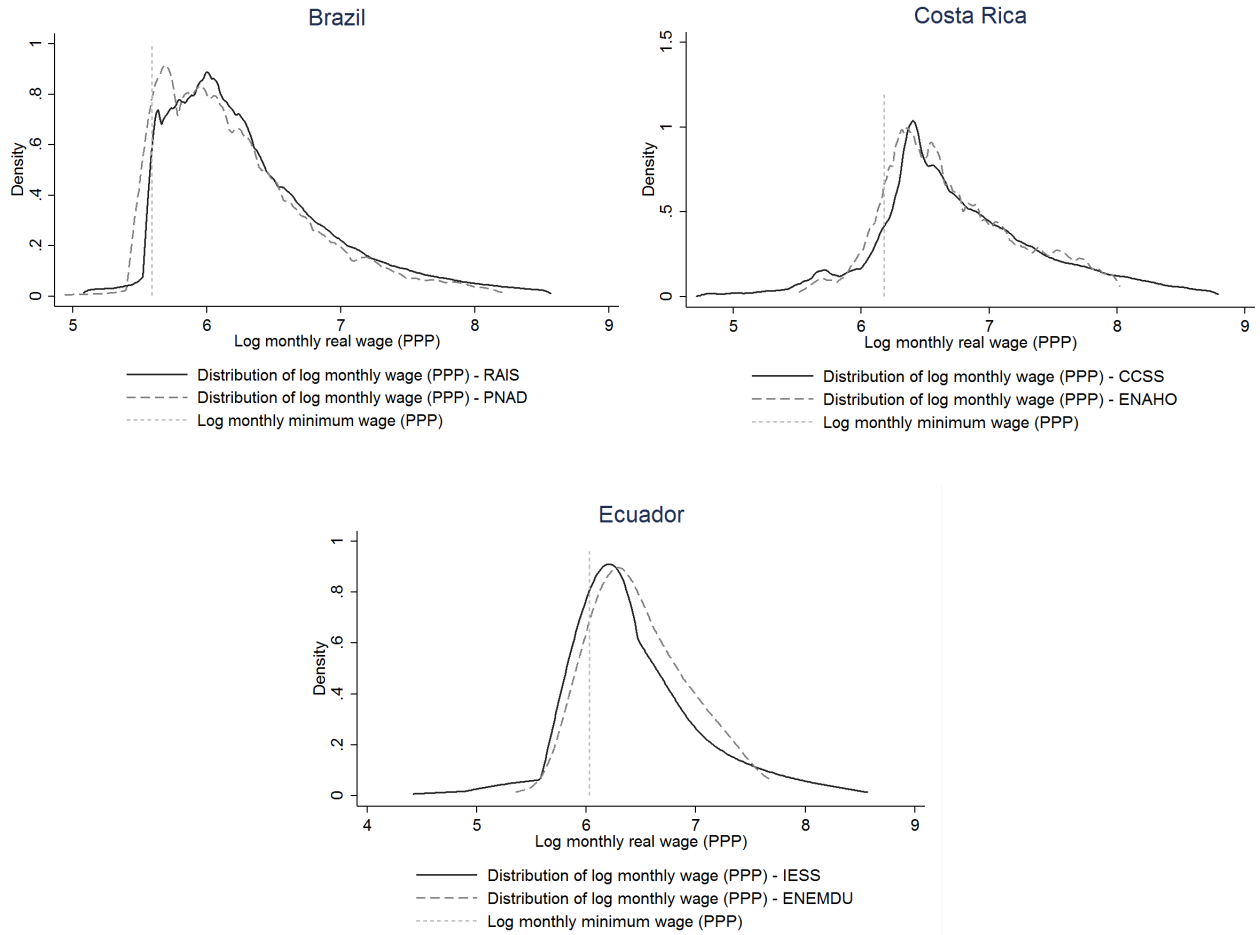 Brazil
1
.8
.6
.4
.2
0
Density
5 6 7 8 9
Log monthly real wage (PPP)
Distribution of log monthly wage (PPP) - RAIS
Distribution of log monthly wage (PPP) - PNAD
Log monthly minimum wage (PPP)
Costa Rica
1.5
1
.5
0
Density
5 6 7 8 9
Log monthly real wage (PPP)
Distribution of log monthly wage (PPP) - CCSS
Distribution of log monthly wage (PPP) - ENAHO
Log monthly minimum wage (PPP)
Ecuador
1
.8
.6
.4
.2
0
Density
4 5 6 7 8 9
Log monthly real wage (PPP)
Distribution of log monthly wage (PPP) - IESS
Distribution of log monthly wage (PPP) - ENEMDU
Log monthly minimum wage (PPP)